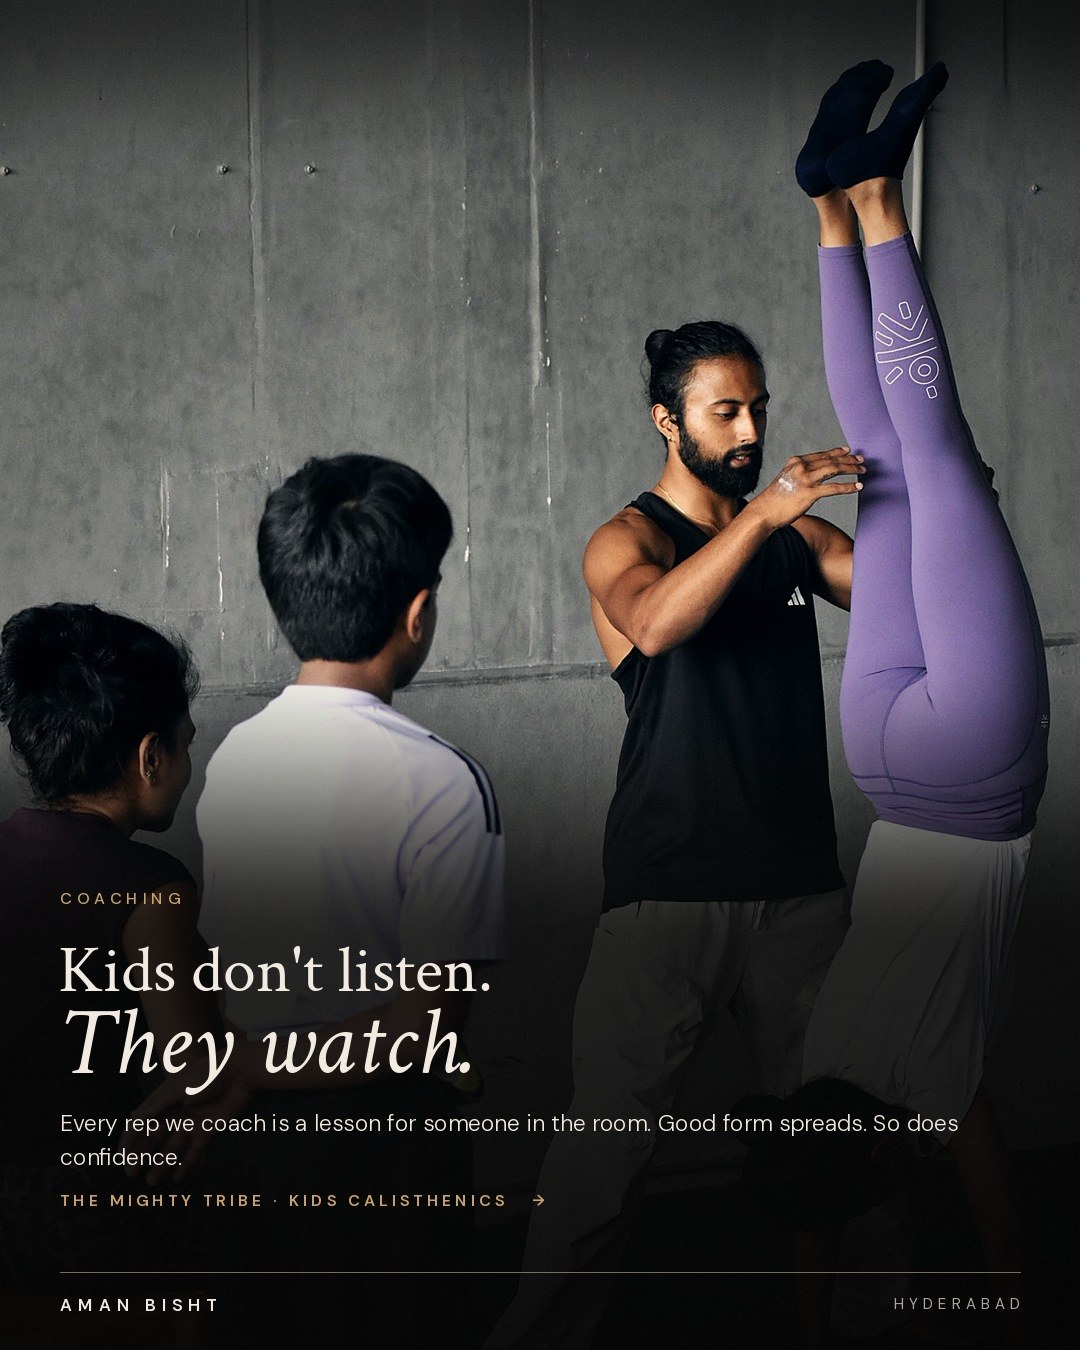 COACHING
Kids don't listen.
They watch.
Every rep we coach is a lesson for someone in the room. Good form spreads. So does
confidence.
THE MIGHTY TRIBE · KIDS CALISTHENICS →
AMAN BISHT
HYDERABAD